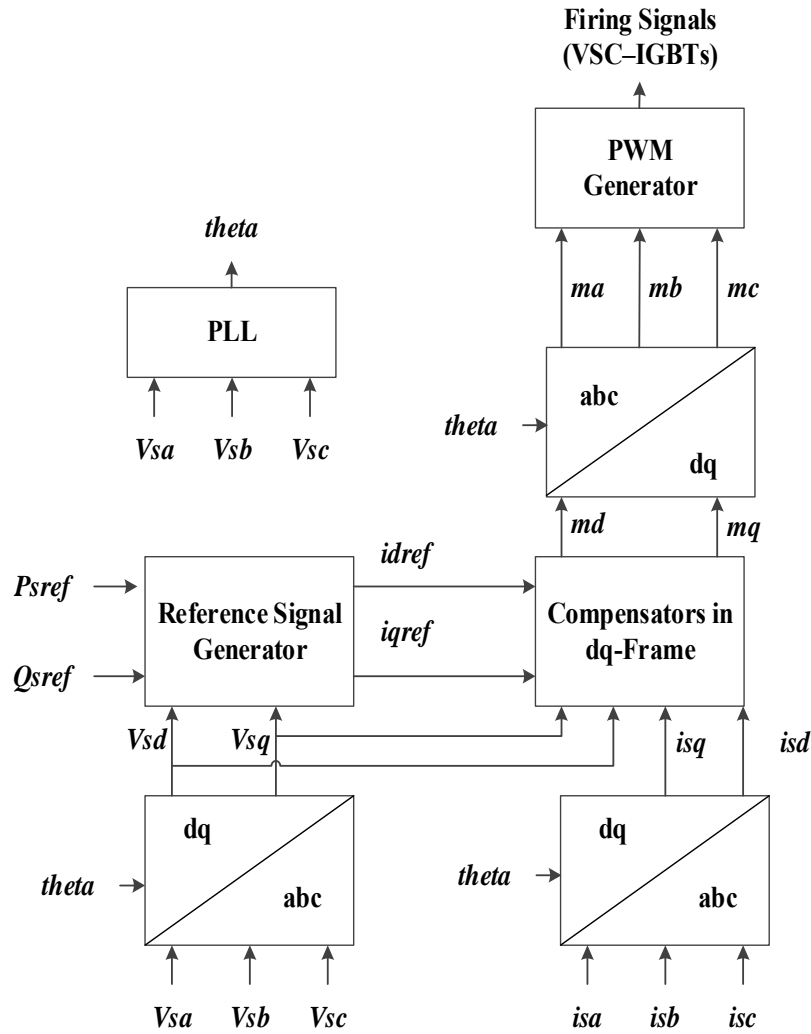 Firing Signals
(VSC–IGBTs)
PWM
Generator
theta
ma
mb
mc
PLL
abc
theta
dq
Vsa
Vsb
Vsc
md
mq
idref
Psref
Reference Signal
Generator
Compensators in
dq-Frame
iqref
Qsref
Vsd
Vsq
isq
isd
dq
dq
theta
abc
theta
abc
Vsa
Vsb
Vsc
isa
isb
isc